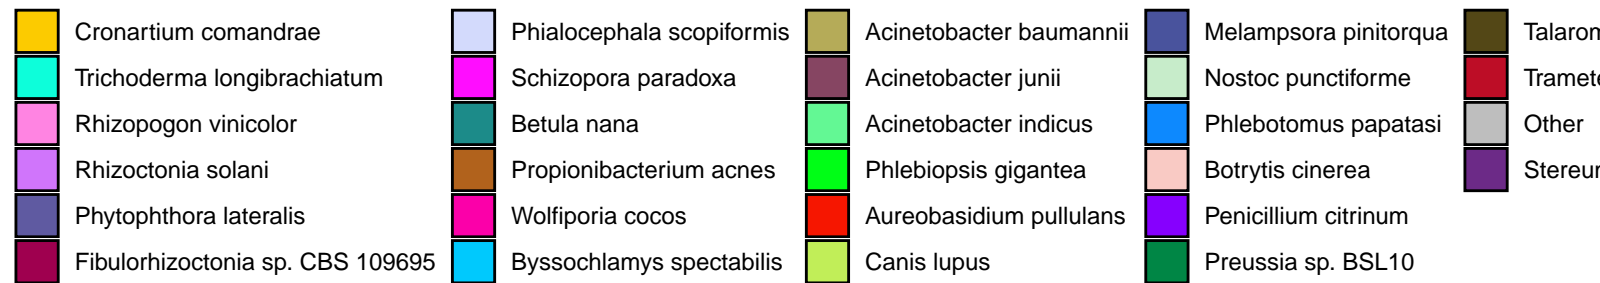 Cronartium comandrae
Trichoderma longibrachiatum
Rhizopogon vinicolor
Rhizoctonia solani
Phytophthora lateralis
Fibulorhizoctonia sp. CBS 109695
Phialocephala scopiformis
Schizopora paradoxa
Betula nana
Propionibacterium acnes
Wolfiporia cocos
Byssochlamys spectabilis
Acinetobacter baumannii
Acinetobacter junii
Acinetobacter indicus
Phlebiopsis gigantea
Aureobasidium pullulans
Canis lupus
Melampsora pinitorqua
Nostoc punctiforme
Phlebotomus papatasi
Botrytis cinerea
Penicillium citrinum
Preussia sp. BSL10
Other